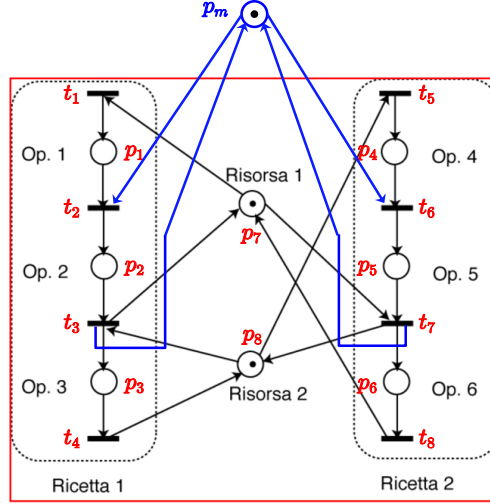 p_m
t_1
t_5
Op. 1
p_1
p_4
Op. 4
Risorsa 1
t_2
t_6
p_7
Op. 2
p_2
p_5
Op. 5
t_3
t_7
p_8
Op. 3
p_3
p_6
Op. 6
Risorsa 2
t_4
t_8
Ricetta 1
Ricetta 2